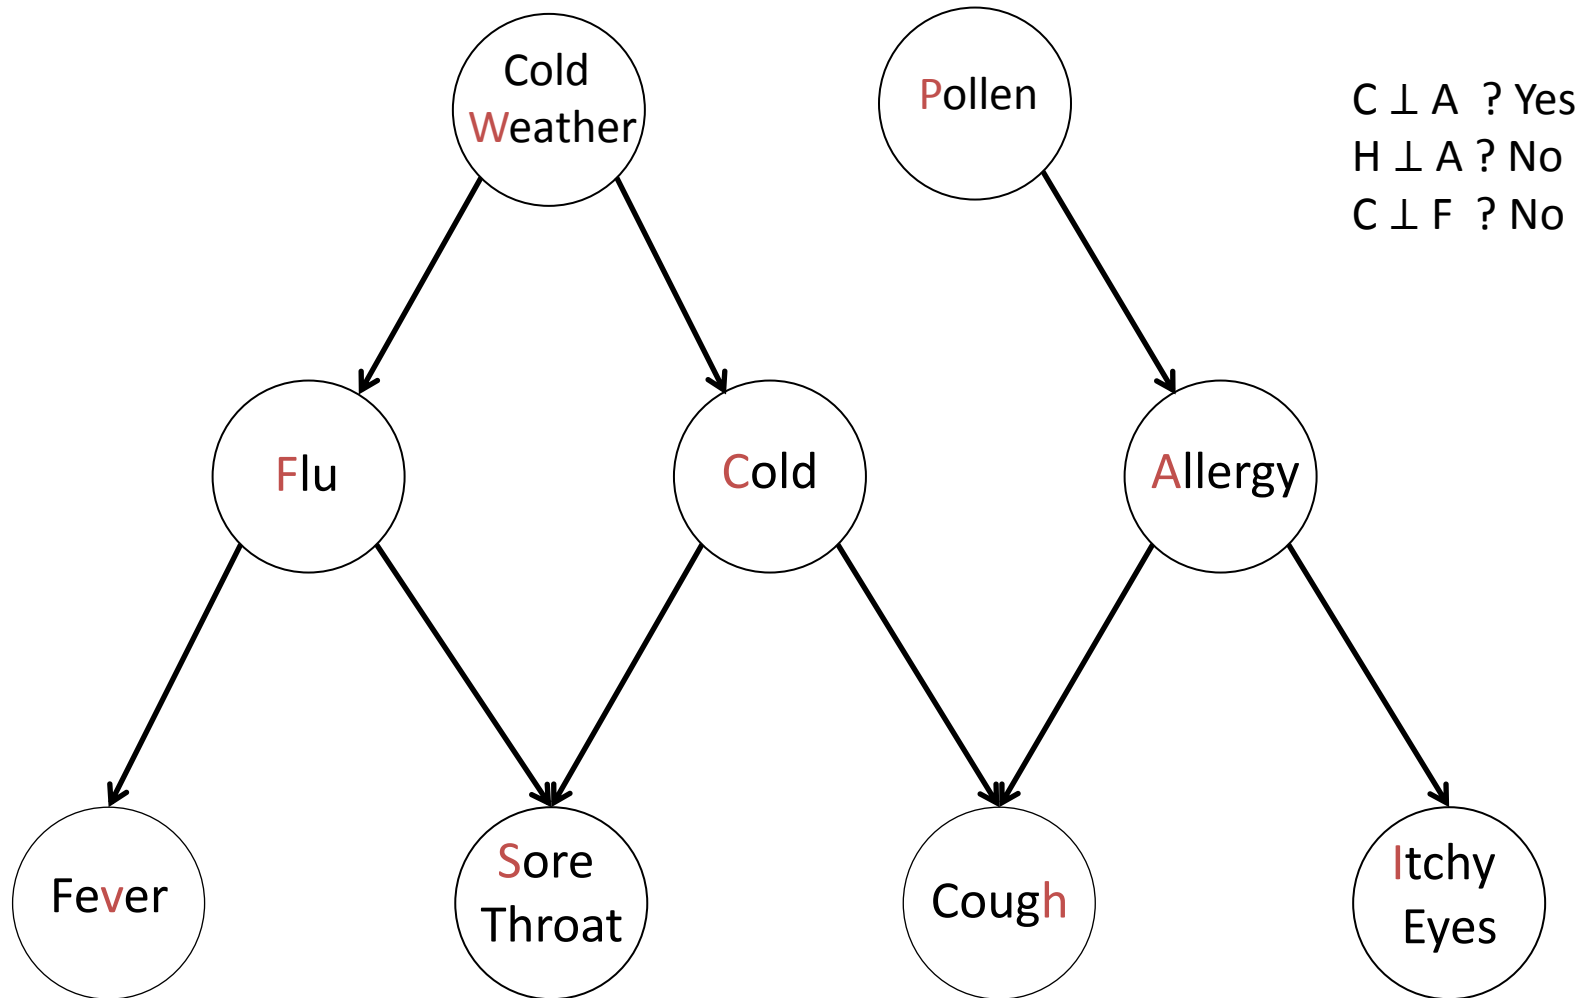 Cold
Weather
Pollen
C ⊥ A ? Yes
H ⊥ A ? No
C ⊥ F ? No
Flu
Cold
Allergy
Fever
Sore
Throat
Cough
Itchy
Eyes